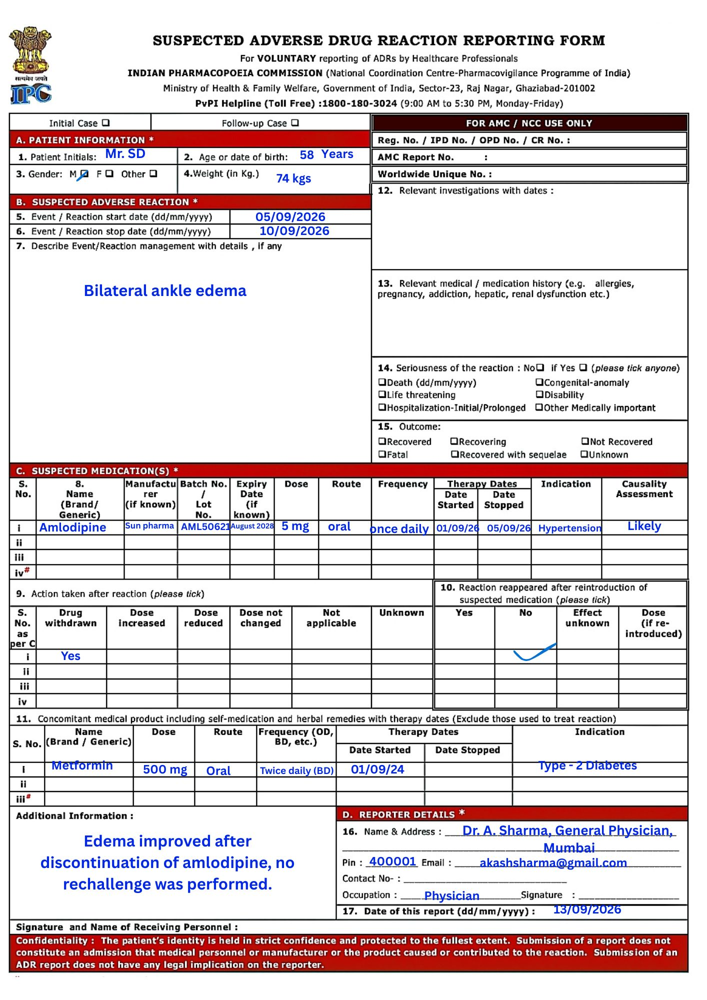 सत्यमेव जयते
IPC
SUSPECTED ADVERSE DRUG REACTION REPORTING FORM
For VOLUNTARY reporting of ADRs by Healthcare Professionals
INDIAN PHARMACOPOEIA COMMISSION (National Coordination Centre-Pharmacovigilance Programme of India)
Ministry of Health & Family Welfare, Government of India, Sector-23, Raj Nagar, Ghaziabad-201002
PvPI Helpline (Toll Free) :1800-180-3024 (9:00 AM to 5:30 PM, Monday-Friday)
Initial Case ☐ Follow-up Case ☐
A. PATIENT INFORMATION *
1. Patient Initials: Mr. SD
2. Age or date of birth: 58 Years
3. Gender: M ☑ F ☐ Other ☐
4.Weight (in Kg.) 74 kgs
B. SUSPECTED ADVERSE REACTION *
5. Event / Reaction start date (dd/mm/yyyy) 05/09/2026
6. Event / Reaction stop date (dd/mm/yyyy) 10/09/2026
7. Describe Event/Reaction management with details , if any
Bilateral ankle edema
FOR AMC / NCC USE ONLY
Reg. No. / IPD No. / OPD No. / CR No. :
AMC Report No. :
Worldwide Unique No. :
12. Relevant investigations with dates :
13. Relevant medical / medication history (e.g. allergies,
pregnancy, addiction, hepatic, renal dysfunction etc.)
14. Seriousness of the reaction : No☐ if Yes ☐ (please tick anyone)
☐Death (dd/mm/yyyy) ☐Congenital-anomaly
☐Life threatening ☐Disability
☐Hospitalization-Initial/Prolonged ☐Other Medically important
15. Outcome:
☐Recovered ☐Recovering ☐Not Recovered
☐Fatal ☐Recovered with sequelae ☐Unknown
C. SUSPECTED MEDICATION(S) *
S. No.
8. Name (Brand/ Generic)
Manufactu rer (if known)
Batch No. / Lot No.
Expiry Date (if known)
Dose
Route
Frequency
Therapy Dates
Date Started
Date Stopped
Indication
Causality Assessment
i Amlodipine Sun pharma AML50621 August 2028 5 mg oral once daily 01/09/26 05/09/26 Hypertension Likely
ii
iii
iv#
9. Action taken after reaction (please tick)
10. Reaction reappeared after reintroduction of
suspected medication (please tick)
S. No. as per C
Drug withdrawn
Dose increased
Dose reduced
Dose not changed
Not applicable
Unknown
Yes
No
Effect unknown
Dose (if re-introduced)
i Yes ✓
ii
iii
iv
11. Concomitant medical product including self-medication and herbal remedies with therapy dates (Exclude those used to treat reaction)
S. No.
Name (Brand / Generic)
Dose
Route
Frequency (OD, BD, etc.)
Therapy Dates
Date Started
Date Stopped
Indication
i Metformin 500 mg Oral Twice daily (BD) 01/09/24 Type - 2 Diabetes
ii
iii#
Additional Information :
Edema improved after
discontinuation of amlodipine, no
rechallenge was performed.
D. REPORTER DETAILS *
16. Name & Address : Dr. A. Sharma, General Physician,
Mumbai
Pin : 400001 Email : akashsharma@gmail.com
Contact No- :
Occupation : Physician Signature :
17. Date of this report (dd/mm/yyyy) : 13/09/2026
Signature and Name of Receiving Personnel :
Confidentiality : The patient's identity is held in strict confidence and protected to the fullest extent. Submission of a report does not
constitute an admission that medical personnel or manufacturer or the product caused or contributed to the reaction. Submission of an
ADR report does not have any legal implication on the reporter.